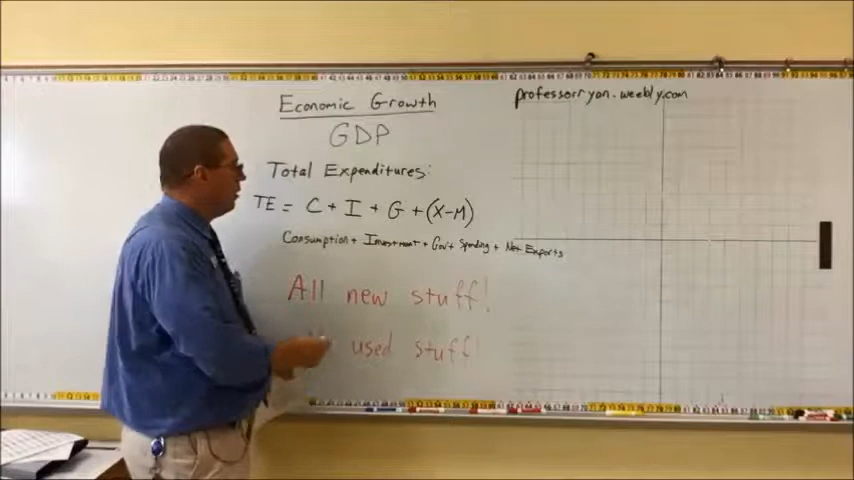 Economic Growth
GDP
professorryan.weebly.com
Total Expenditures:
TE = C + I + G + (X-M)
Consumption + Investment + Gov't Spending + Net Exports
All new stuff!
used stuff!